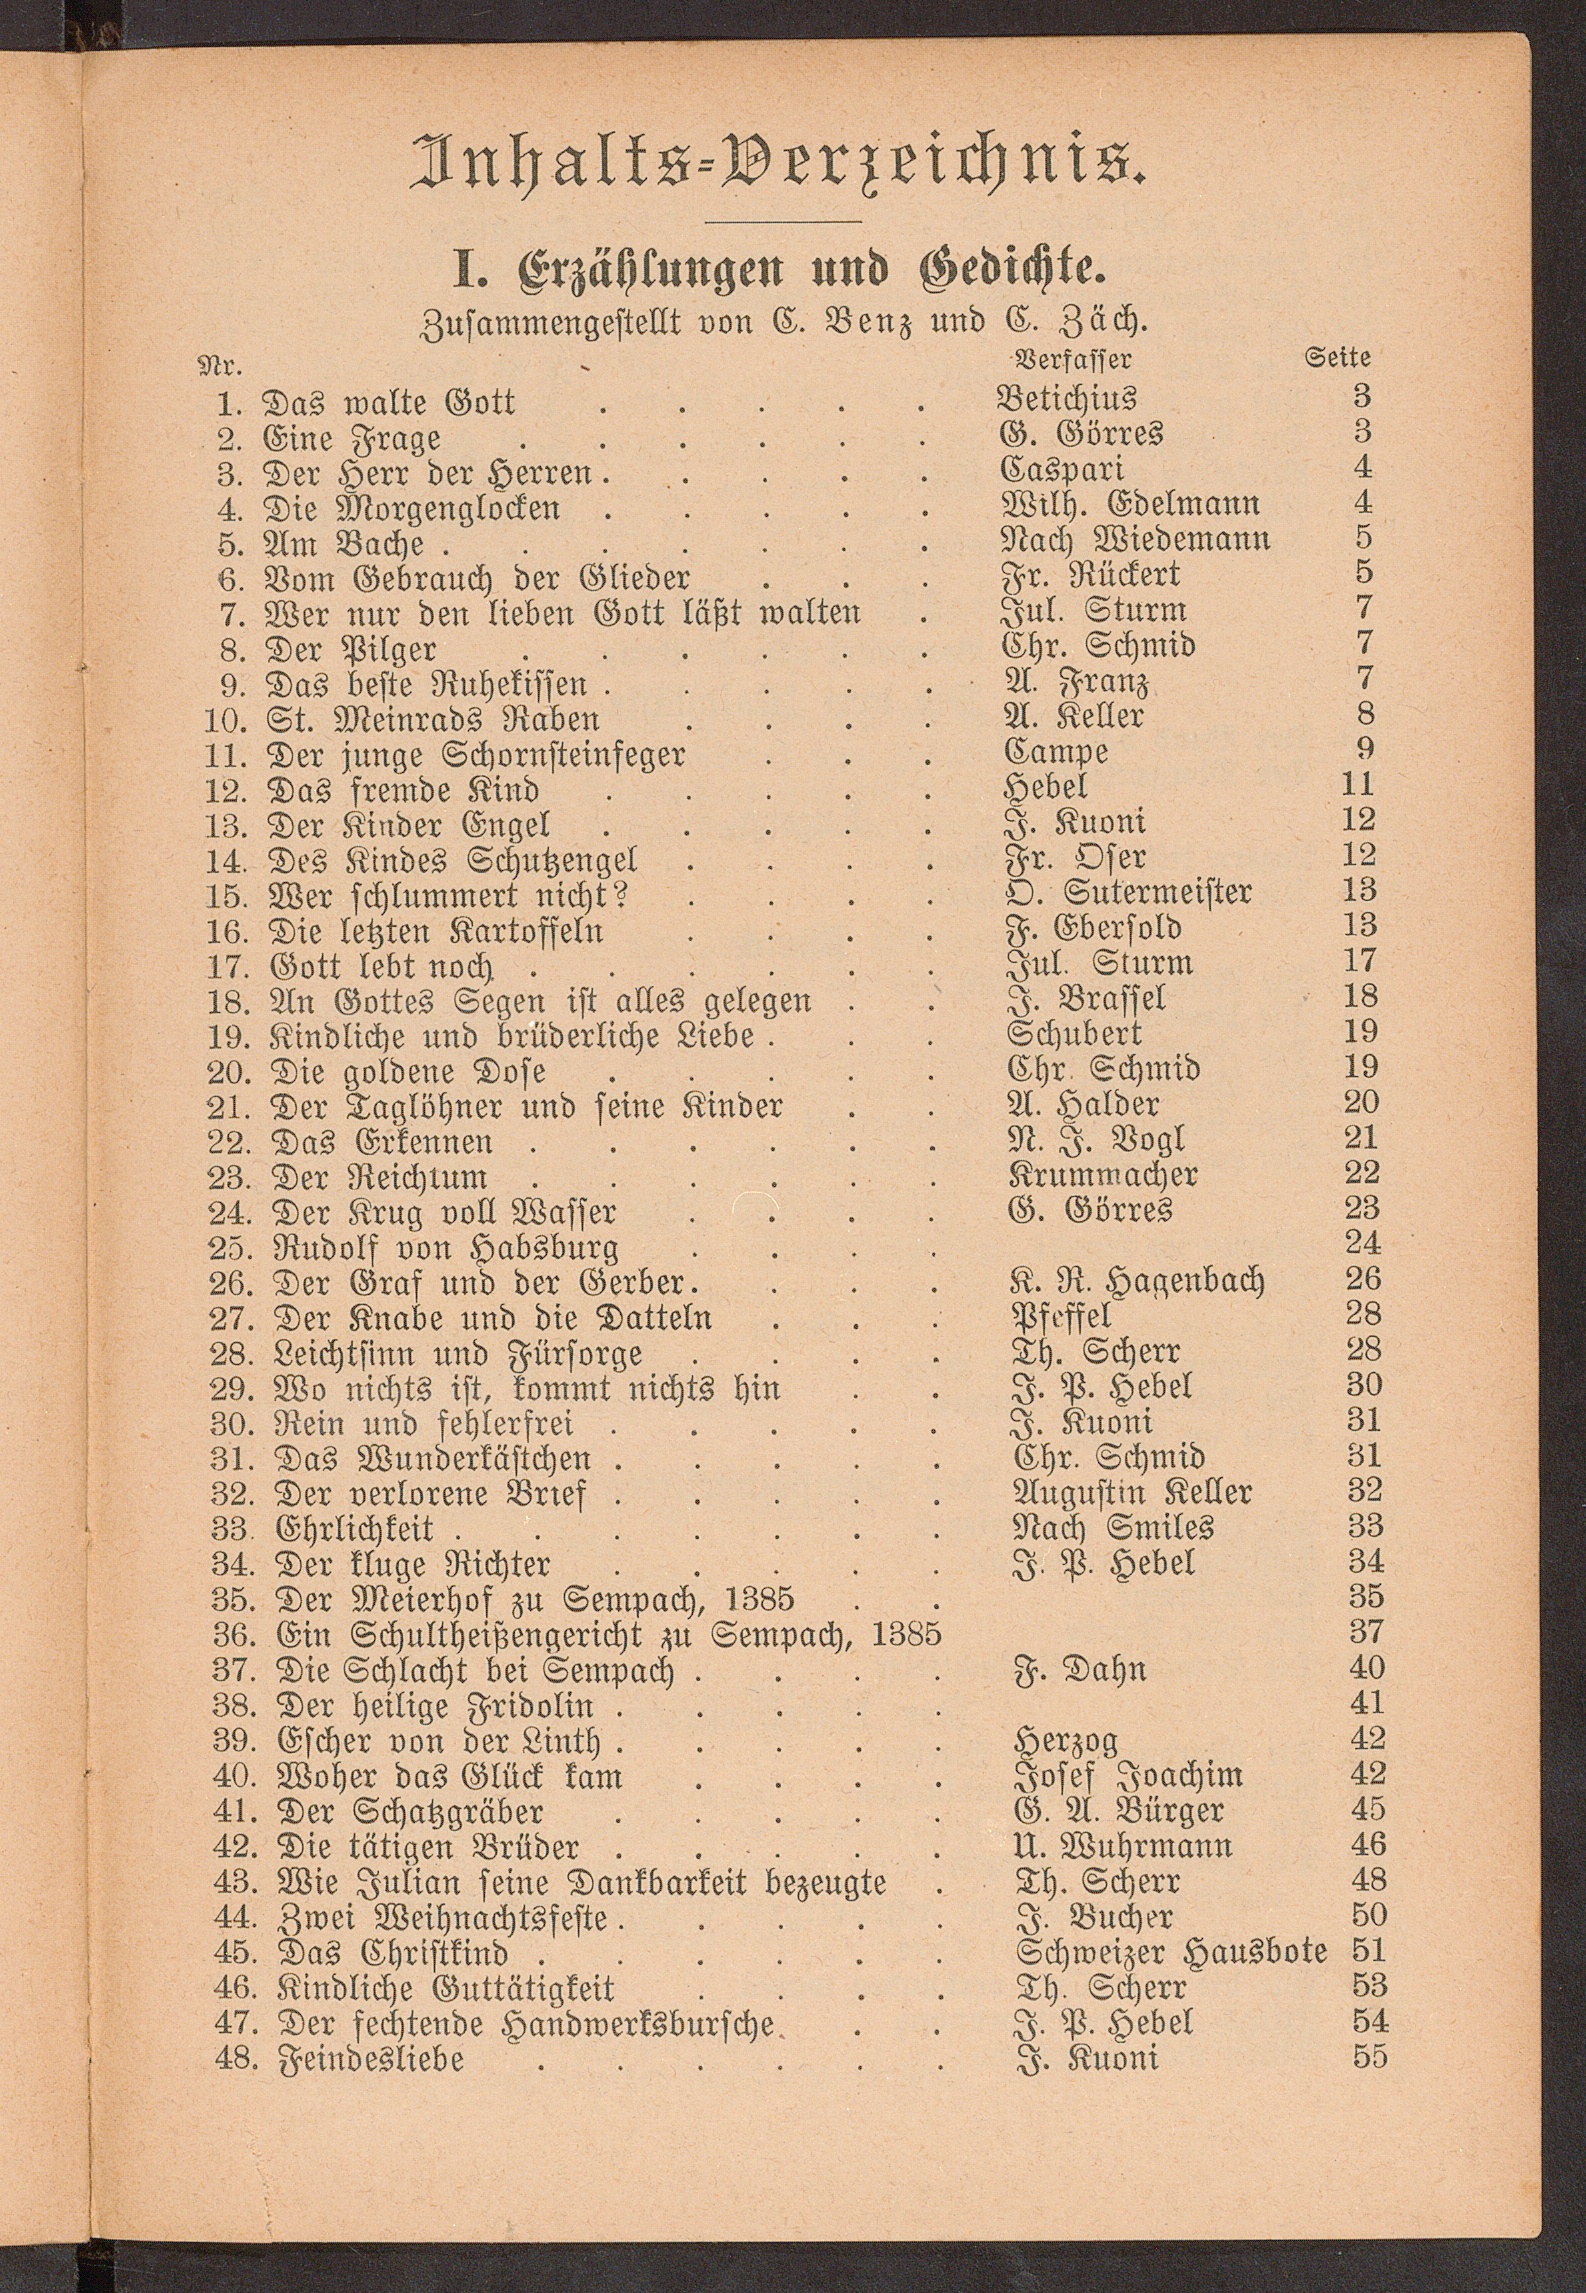 Inhalts-Verzeichnis.
I. Erzählungen und Gedichte.
Zusammengestellt von C. Benz und C. Zäch.
Nr. Verfasser Seite
1. Das walte Gott . . . . . Betichius 3
2. Eine Frage . . . . . . G. Görres 3
3. Der Herr der Herren . . . . . Caspari 4
4. Die Morgenglocken . . . . . Wilh. Edelmann 4
5. Am Bache . . . . . . . Nach Wiedemann 5
6. Vom Gebrauch der Glieder . . . Fr. Rückert 5
7. Wer nur den lieben Gott läßt walten . Jul. Sturm 7
8. Der Pilger . . . . . . Chr. Schmid 7
9. Das beste Ruhekissen . . . . . A. Franz 7
10. St. Meinrads Raben . . . . A. Keller 8
11. Der junge Schornsteinfeger . . . Campe 9
12. Das fremde Kind . . . . . Hebel 11
13. Der Kinder Engel . . . . . J. Kuoni 12
14. Des Kindes Schutzengel . . . . Fr. Oser 12
15. Wer schlummert nicht? . . . . O. Sutermeister 13
16. Die letzten Kartoffeln . . . . F. Ebersold 13
17. Gott lebt noch . . . . . . Jul. Sturm 17
18. An Gottes Segen ist alles gelegen . . J. Brassel 18
19. Kindliche und brüderliche Liebe . . . Schubert 19
20. Die goldene Dose . . . . . Chr. Schmid 19
21. Der Taglöhner und seine Kinder . . A. Halder 20
22. Das Erkennen . . . . . . N. J. Vogl 21
23. Der Reichtum . . . . . . Krummacher 22
24. Der Krug voll Wasser . . . . G. Görres 23
25. Rudolf von Habsburg . . . . 24
26. Der Graf und der Gerber . . . . K. R. Hagenbach 26
27. Der Knabe und die Datteln . . . Pfeffel 28
28. Leichtsinn und Fürsorge . . . . Th. Scherr 28
29. Wo nichts ist, kommt nichts hin . . J. P. Hebel 30
30. Rein und fehlerfrei . . . . . J. Kuoni 31
31. Das Wunderkästchen . . . . . Chr. Schmid 31
32. Der verlorene Brief . . . . . Augustin Keller 32
33. Ehrlichkeit . . . . . . . Nach Smiles 33
34. Der kluge Richter . . . . . J. P. Hebel 34
35. Der Meierhof zu Sempach, 1385 . . 35
36. Ein Schultheißengericht zu Sempach, 1385 37
37. Die Schlacht bei Sempach . . . . F. Dahn 40
38. Der heilige Fridolin . . . . . 41
39. Escher von der Linth . . . . . Herzog 42
40. Woher das Glück kam . . . . Josef Joachim 42
41. Der Schatzgräber . . . . . G. A. Bürger 45
42. Die tätigen Brüder . . . . . U. Wuhrmann 46
43. Wie Julian seine Dankbarkeit bezeugte . Th. Scherr 48
44. Zwei Weihnachtsfeste . . . . . J. Bucher 50
45. Das Christkind . . . . . . Schweizer Hausbote 51
46. Kindliche Guttätigkeit . . . . Th. Scherr 53
47. Der fechtende Handwerksbursche . . . J. P. Hebel 54
48. Feindesliebe . . . . . . J. Kuoni 55